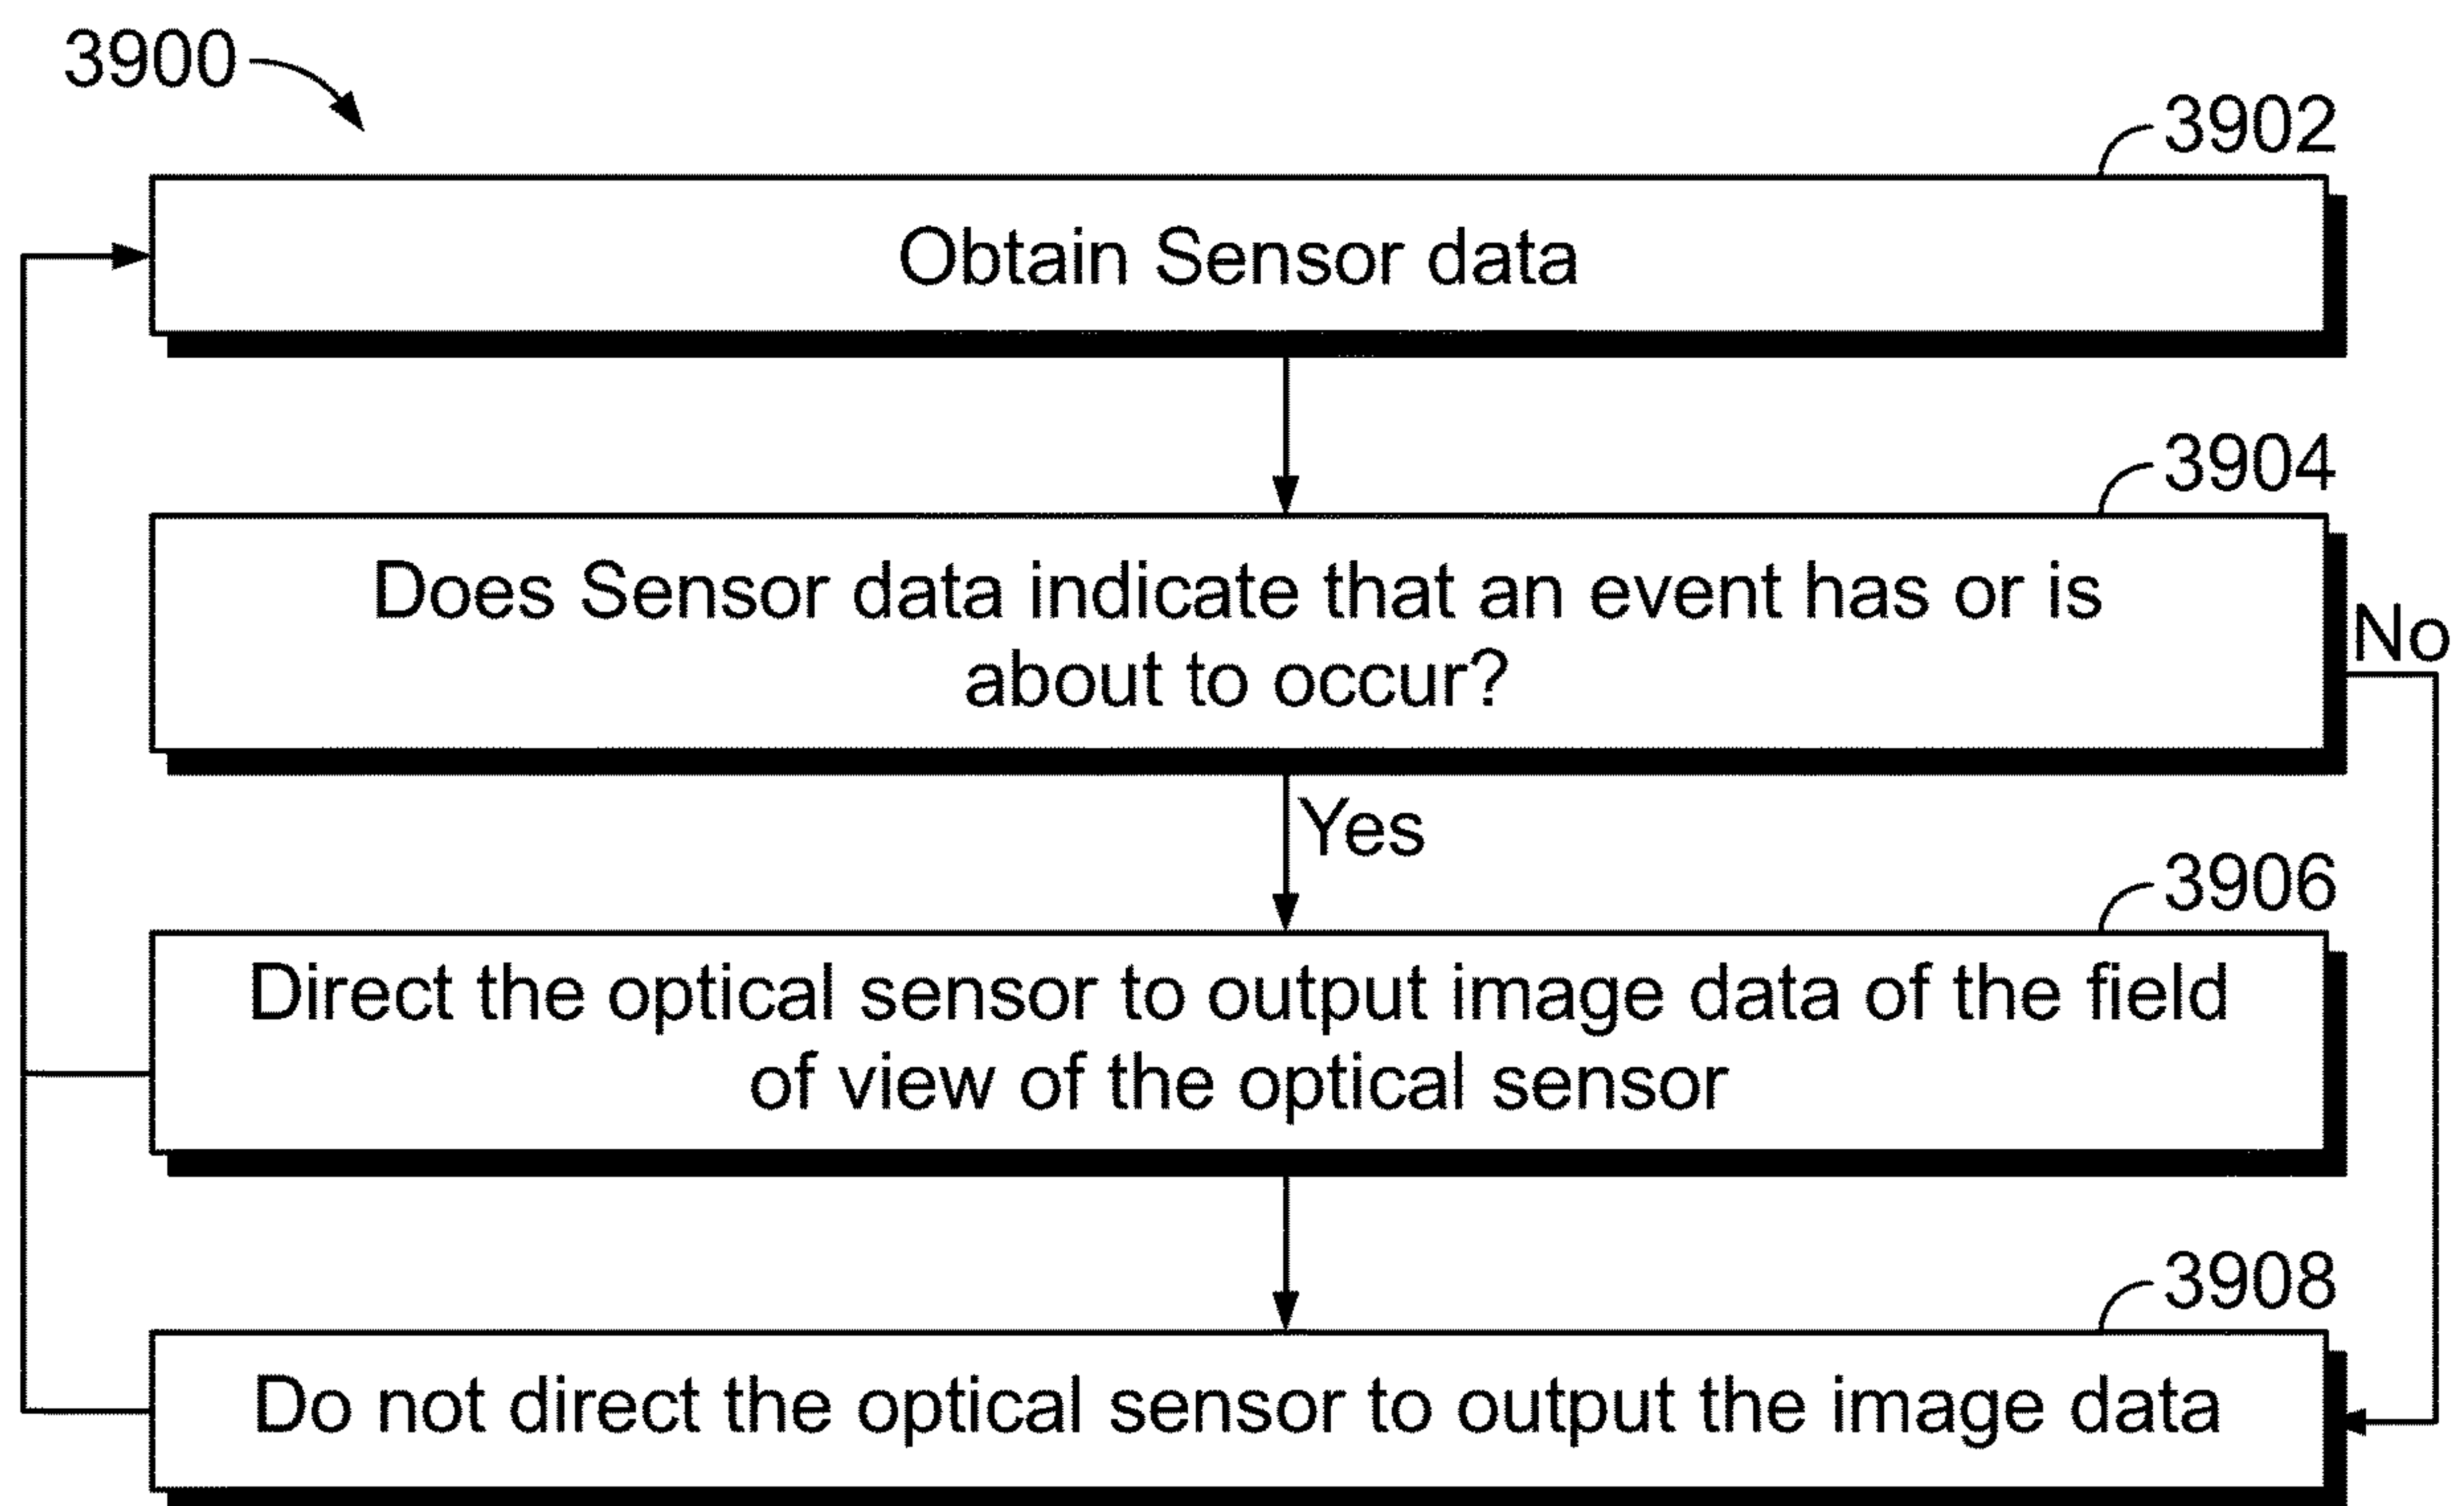 3900
3902
Obtain Sensor data
3904
Does Sensor data indicate that an event has or is
about to occur?
No
Yes
3906
Direct the optical sensor to output image data of the field
of view of the optical sensor
3908
Do not direct the optical sensor to output the image data